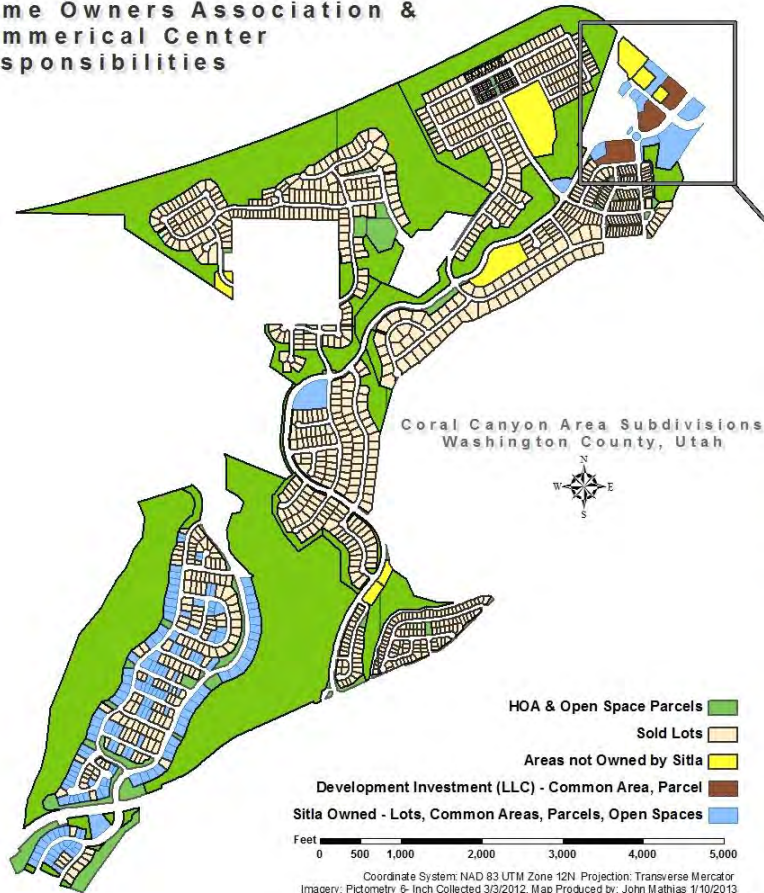 me Owners Association &
mmerical Center
sponsibilities
Coral Canyon Area Subdivisions
Washington County, Utah
N
W E
S
HOA & Open Space Parcels
Sold Lots
Areas not Owned by Sitla
Development Investment (LLC) - Common Area, Parcel
Sitla Owned - Lots, Common Areas, Parcels, Open Spaces
Feet
0 500 1,000 2,000 3,000 4,000 5,000
Coordinate System: NAD 83 UTM Zone 12N Projection: Transverse Mercator
Imagery: Pictometry 6- Inch Collected 3/3/2012. Map Produced by: John Mathias 1/10/2013